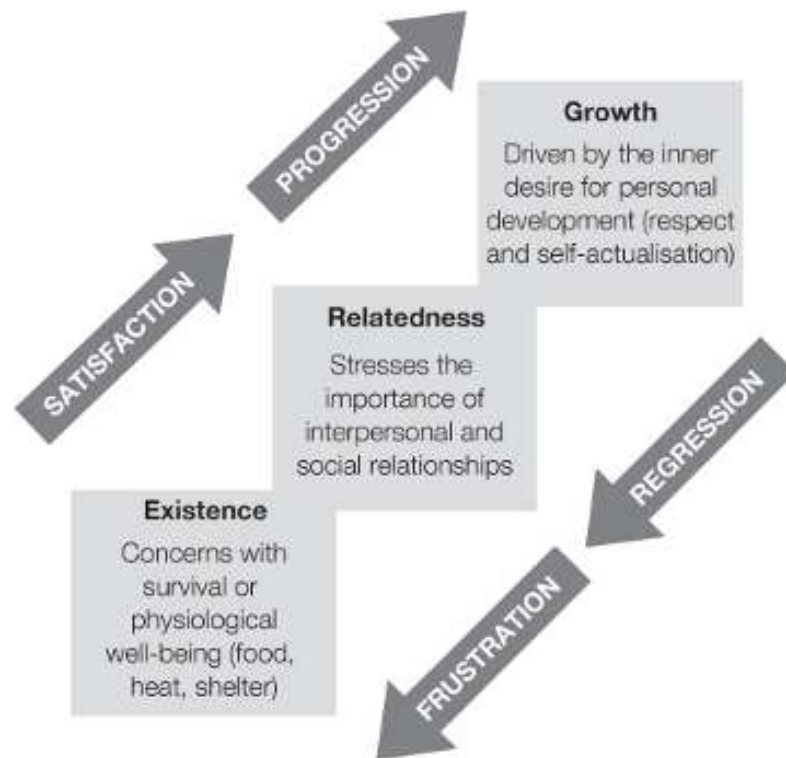 PROGRESSION
Growth
Driven by the inner
desire for personal
development (respect
and self-actualisation)
SATISFACTION
Relatedness
Stresses the
importance of
interpersonal and
social relationships
REGRESSION
Existence
Concerns with
survival or
physiological
well-being (food,
heat, shelter)
FRUSTRATION